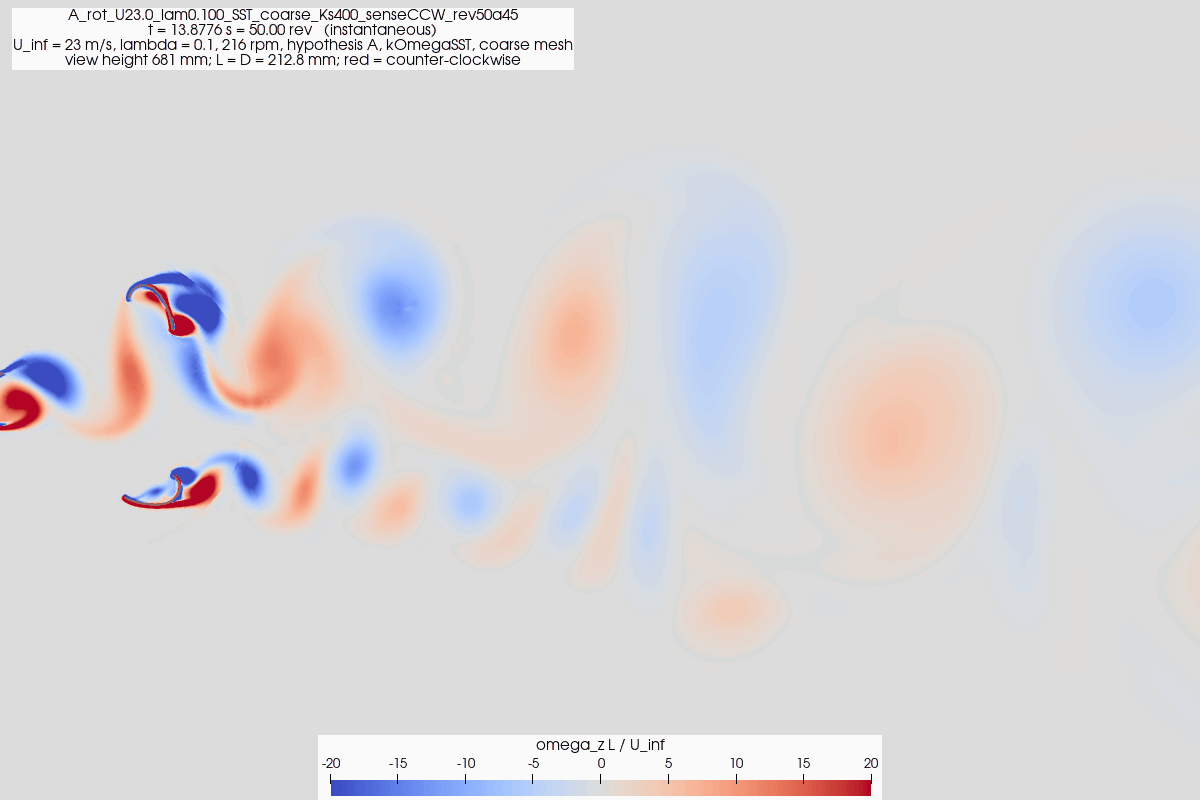 A_rot_U23.0_lam0.100_SST_coarse_Ks400_senseCCW_rev50a45
t = 13.8776 s = 50.00 rev (instantaneous)
U_inf = 23 m/s, lambda = 0.1, 216 rpm, hypothesis A, kOmegaSST, coarse mesh
view height 681 mm; L = D = 212.8 mm; red = counter-clockwise
omega_z L / U_inf
-20 -15 -10 -5 0 5 10 15 20